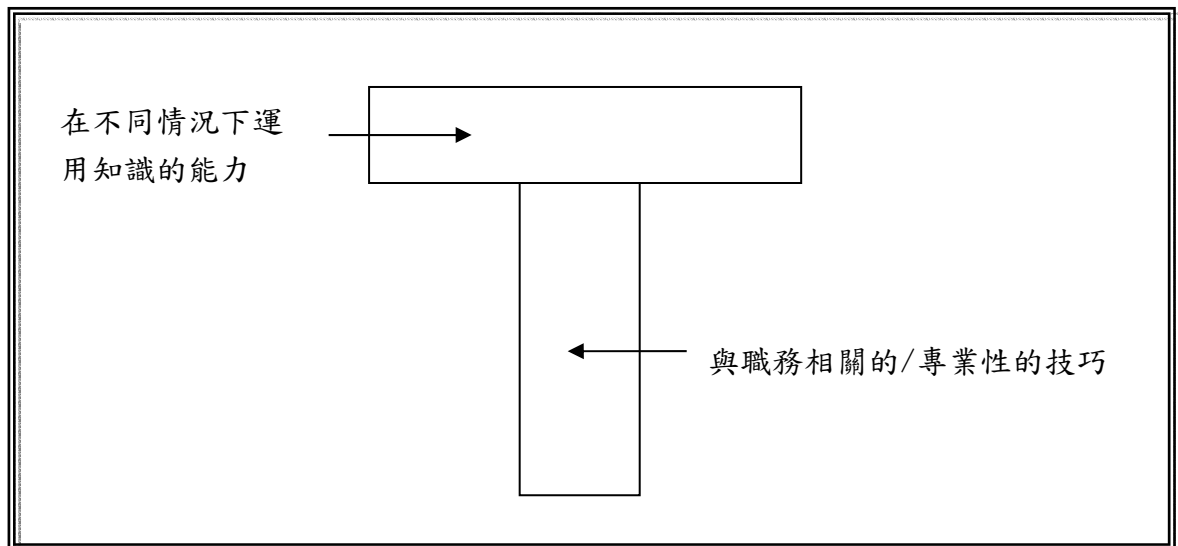 在不同情況下運
用知識的能力
與職務相關的/專業性的技巧